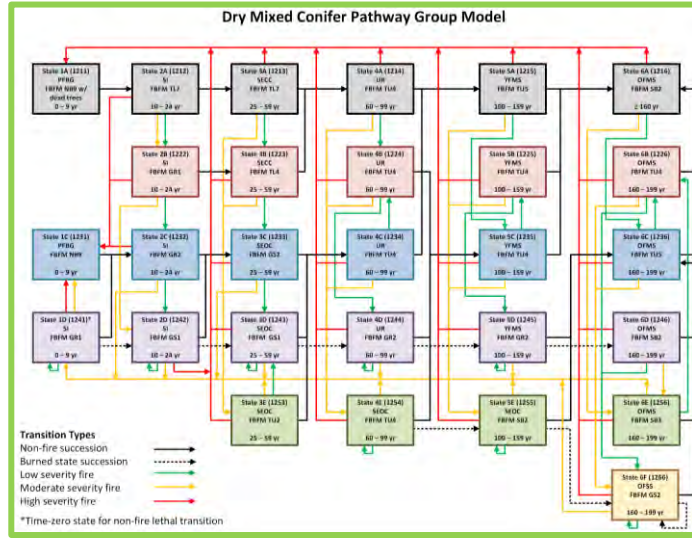 Dry Mixed Conifer Pathway Group Model
State 1A (1211)
PFBG
FBFM NB9 w/
dead trees
0 – 9 yr
State 2A (1212)
SI
FBFM TL7
10 – 24 yr
State 3A (1213)
SECC
FBFM TL7
25 – 59 yr
State 4A (1214)
UR
FBFM TU4
60 – 99 yr
State 5A (1215)
YFMS
FBFM TU5
100 – 159 yr
State 6A (1216)
OFMS
FBFM SB2
≥ 160 yr
State 2B (1222)
SI
FBFM GR1
10 – 24 yr
State 4B (1223)
SECC
FBFM TL4
25 – 59 yr
State 4B (1224)
UR
FBFM TU4
60 – 99 yr
State 5B (1225)
YFMS
FBFM TU4
100 – 159 yr
State 6B (1226)
OFMS
FBFM TU4
160 – 199 yr
State 1C (1231)
PFBG
FBFM NB9
0 – 9 yr
State 2C (1232)
SI
FBFM GR2
10 – 24 yr
State 3C (1233)
SEOC
FBFM GS1
25 – 59 yr
State 4C (1234)
UR
FBFM TU4
60 – 99 yr
State 5C (1235)
YFMS
FBFM TU4
100 – 159 yr
State 6C (1236)
OFMS
FBFM TU5
160 – 199 yr
State 1D (1241)*
SI
FBFM GR1
0 – 9 yr
State 2D (1242)
SI
FBFM GS1
10 – 24 yr
State 3D (1243)
SEOC
FBFM GS1
25 – 59 yr
State 4D (1244)
UR
FBFM GR2
60 – 99 yr
State 5D (1245)
YFMS
FBFM GR2
100 – 159 yr
State 6D (1246)
OFMS
FBFM SB2
160 – 199 yr
State 3E (1253)
SEOC
FBFM TU2
25 – 59 yr
State 4E (1254)
SEOC
FBFM TU4
60 – 99 yr
State 5E (1255)
SEOC
FBFM SB2
100 – 159 yr
State 6E (1256)
OFMS
FBFM SB3
160 – 199 yr
State 6F (1266)
OFSS
FBFM GS2
160 – 199 yr
Transition Types
Non-fire succession
Burned state succession
Low severity fire
Moderate severity fire
High severity fire
*Time-zero state for non-fire lethal transition